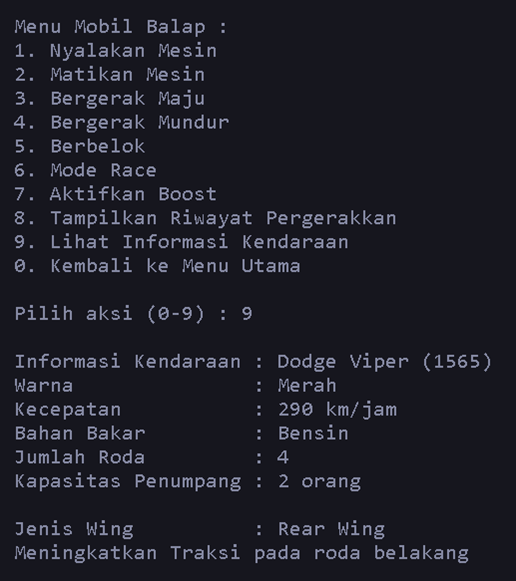 Menu Mobil Balap :
1. Nyalakan Mesin
2. Matikan Mesin
3. Bergerak Maju
4. Bergerak Mundur
5. Berbelok
6. Mode Race
7. Aktifkan Boost
8. Tampilkan Riwayat Pergerakkan
9. Lihat Informasi Kendaraan
0. Kembali ke Menu Utama
Pilih aksi (0-9) : 9
Informasi Kendaraan : Dodge Viper (1565)
Warna : Merah
Kecepatan : 290 km/jam
Bahan Bakar : Bensin
Jumlah Roda : 4
Kapasitas Penumpang : 2 orang
Jenis Wing : Rear Wing
Meningkatkan Traksi pada roda belakang